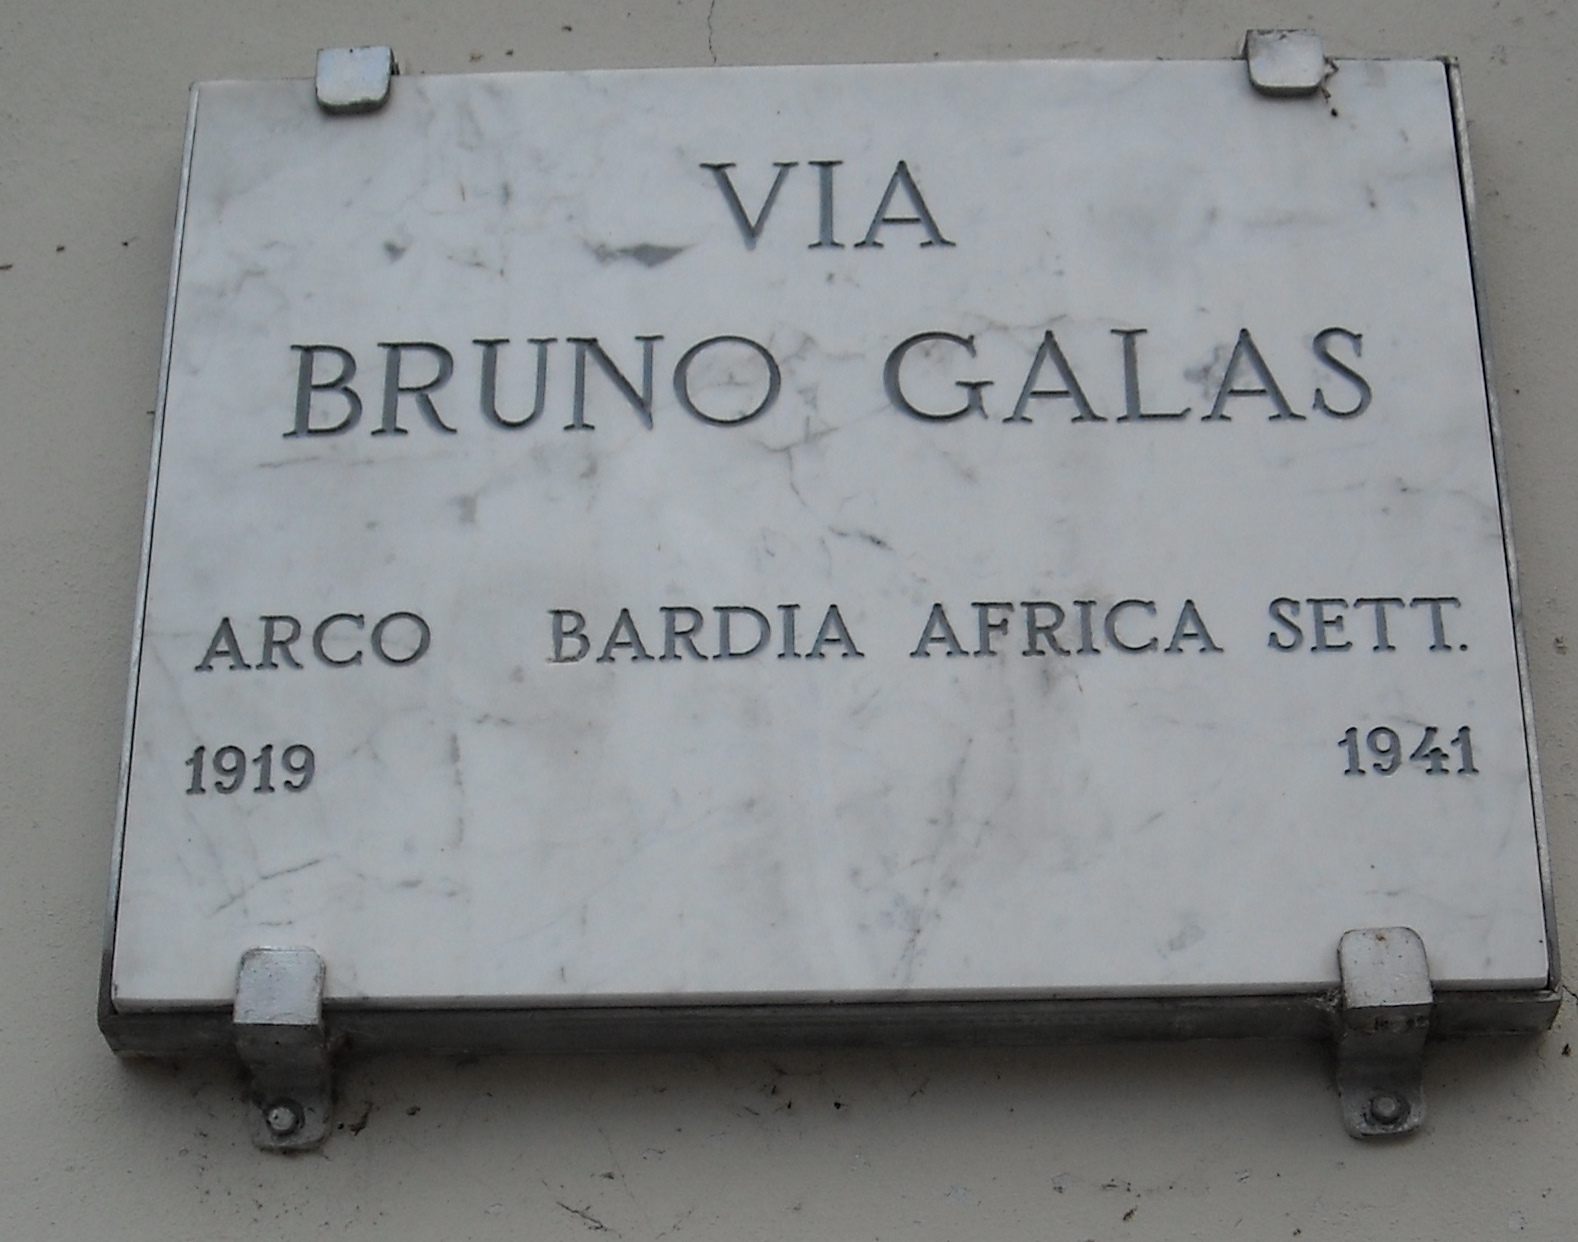 VIA
BRUNO GALAS
ARCO BARDIA AFRICA SETT.
1919 1941